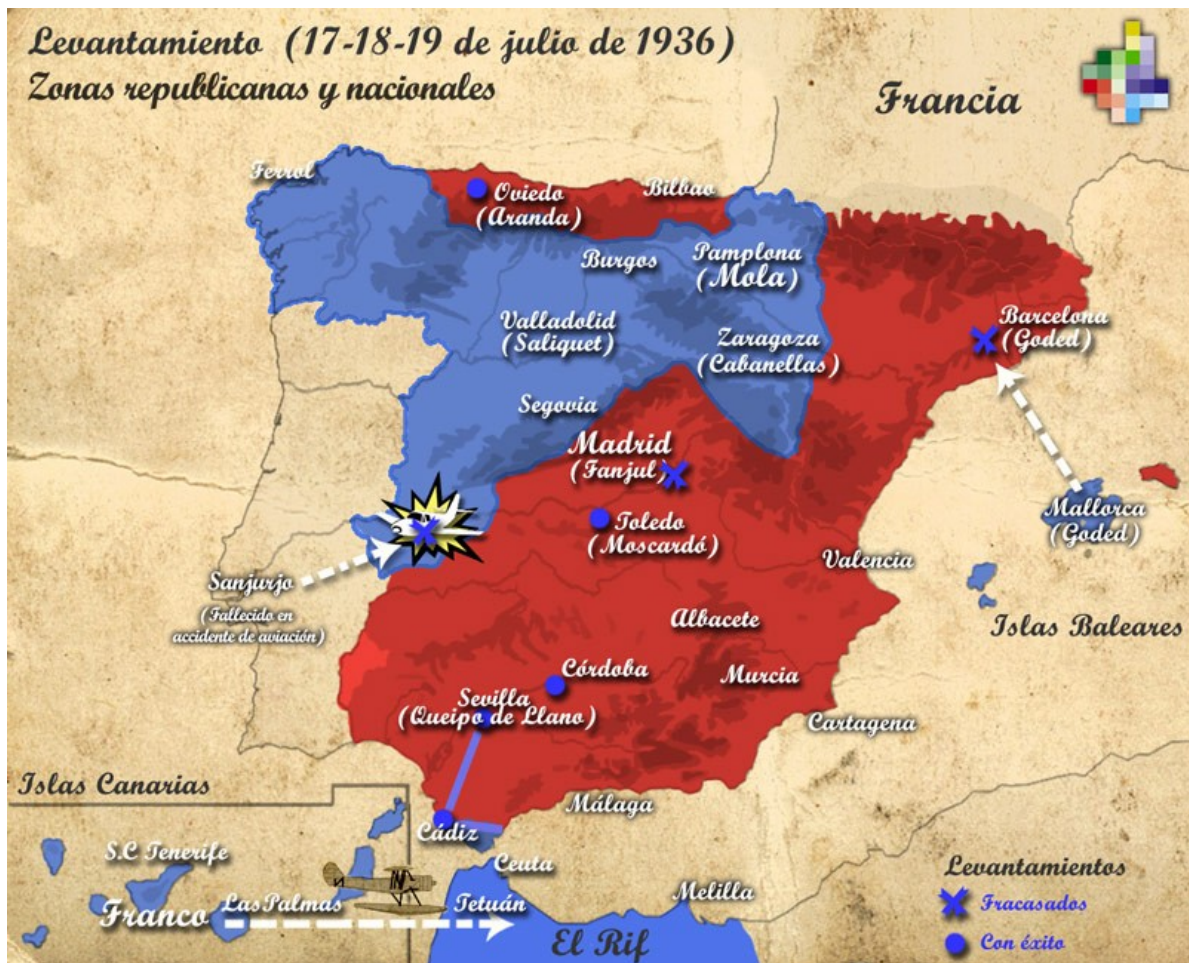 Levantamiento (17-18-19 de julio de 1936)
Zonas republicanas y nacionales
Francia
Ferrol
Oviedo
(Aranda)
Bilbao
Burgos
Pamplona
(Mola)
Valladolid
(Saliquet)
Zaragoza
(Cabanellas)
Barcelona
(Goded)
Segovia
Madrid
(Fanjul)
Toledo
(Moscardó)
Mallorca
(Goded)
Valencia
Sanjurjo
(Fallecido en
accidente de aviación)
Albacete
Islas Baleares
Córdoba
Murcia
Sevilla
(Queipo de Llano)
Cartagena
Islas Canarias
Málaga
Cádiz
S.C Tenerife
Ceuta
Melilla
Franco
Las Palmas
Tetuán
El Rif
Levantamientos
Fracasados
Con éxito